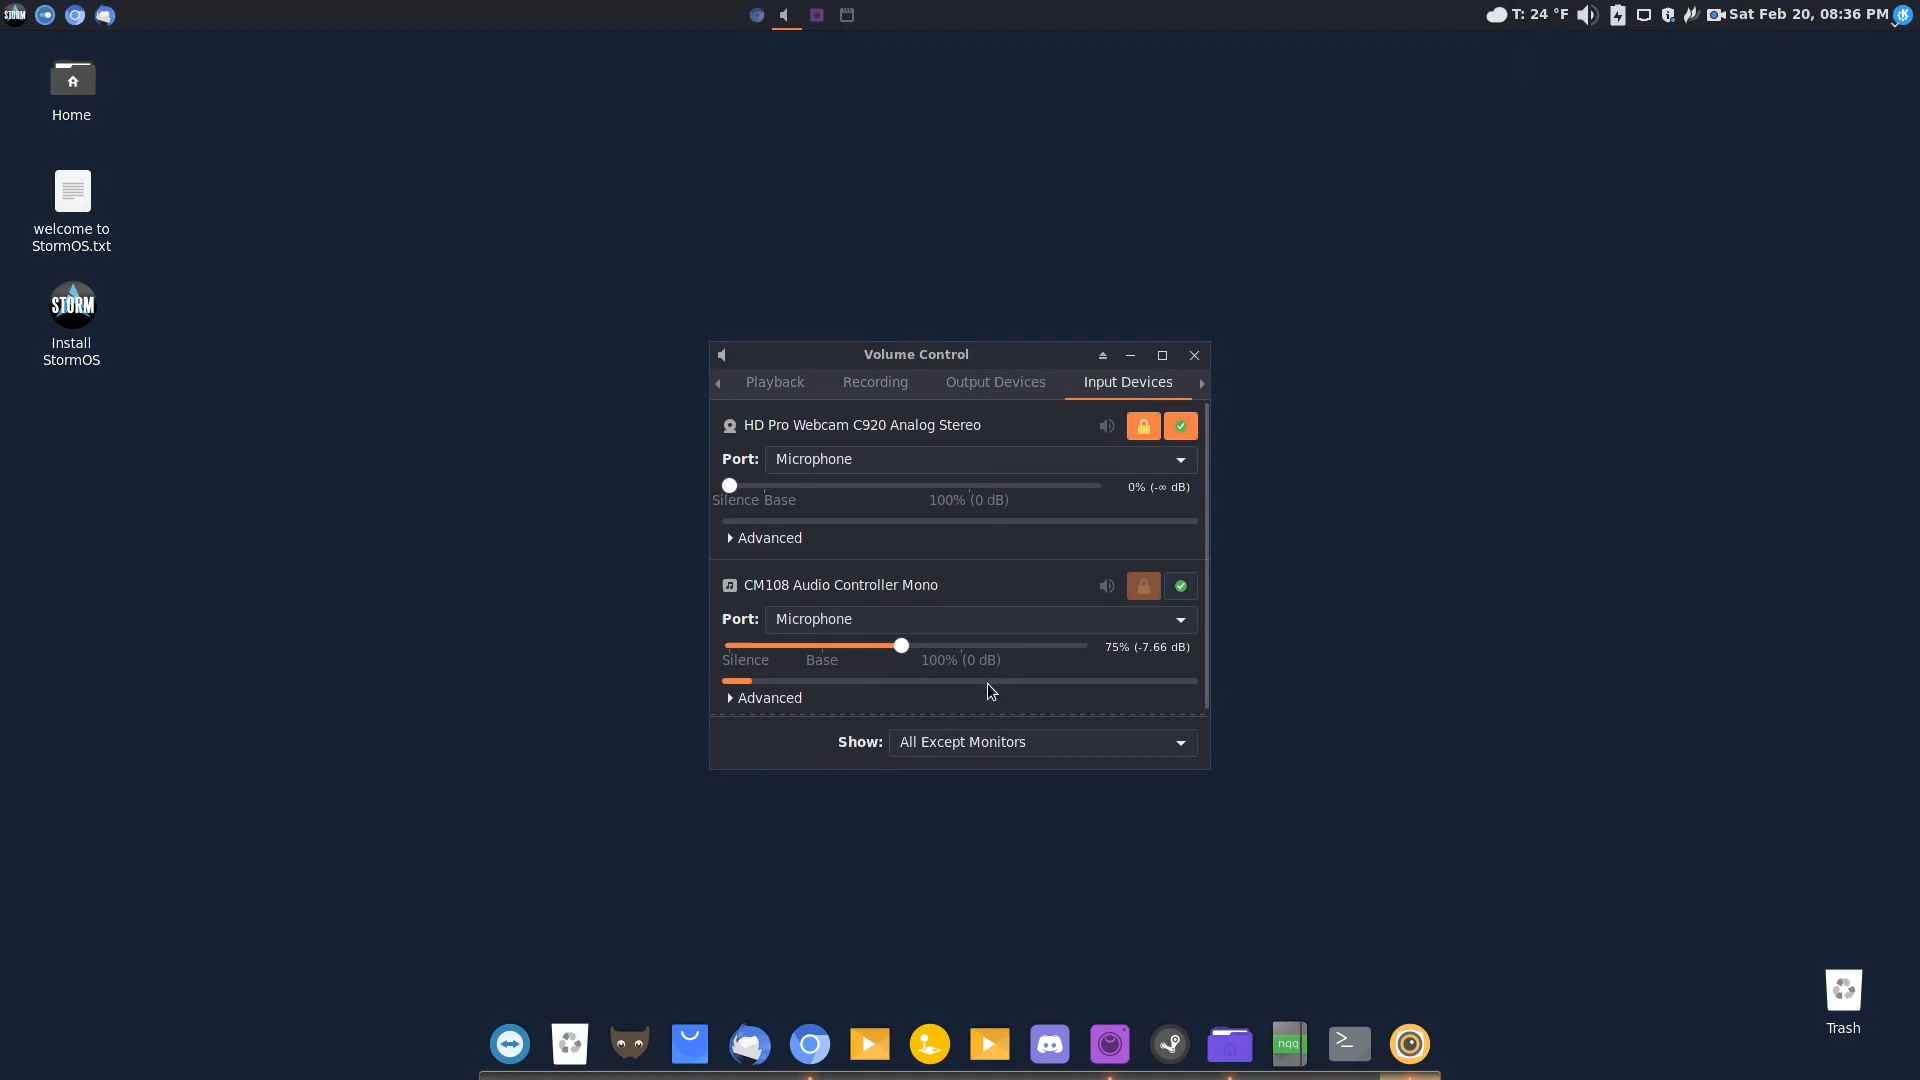 STORM
T: 24 °F
Sat Feb 20, 08:36 PM
Home
welcome to
StormOS.txt
STORM
Install
StormOS
Volume Control
Playback
Recording
Output Devices
Input Devices
HD Pro Webcam C920 Analog Stereo
Port:
Microphone
0% (-∞ dB)
Silence
Base
100% (0 dB)
Advanced
CM108 Audio Controller Mono
Port:
Microphone
75% (-7.66 dB)
Silence
Base
100% (0 dB)
Advanced
Show:
All Except Monitors
Trash
nqq